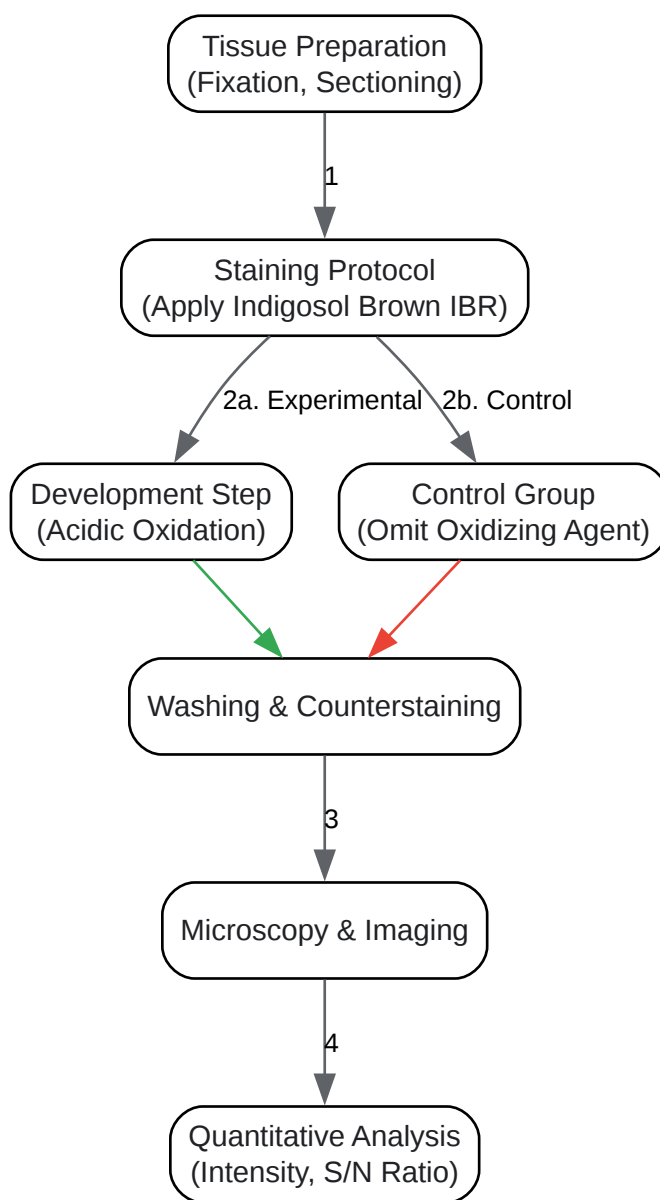 Tissue Preparation
(Fixation, Sectioning)
1
Staining Protocol
(Apply Indigosol Brown IBR)
2a. Experimental
2b. Control
Development Step
(Acidic Oxidation)
Control Group
(Omit Oxidizing Agent)
Washing & Counterstaining
3
Microscopy & Imaging
4
Quantitative Analysis
(Intensity, S/N Ratio)